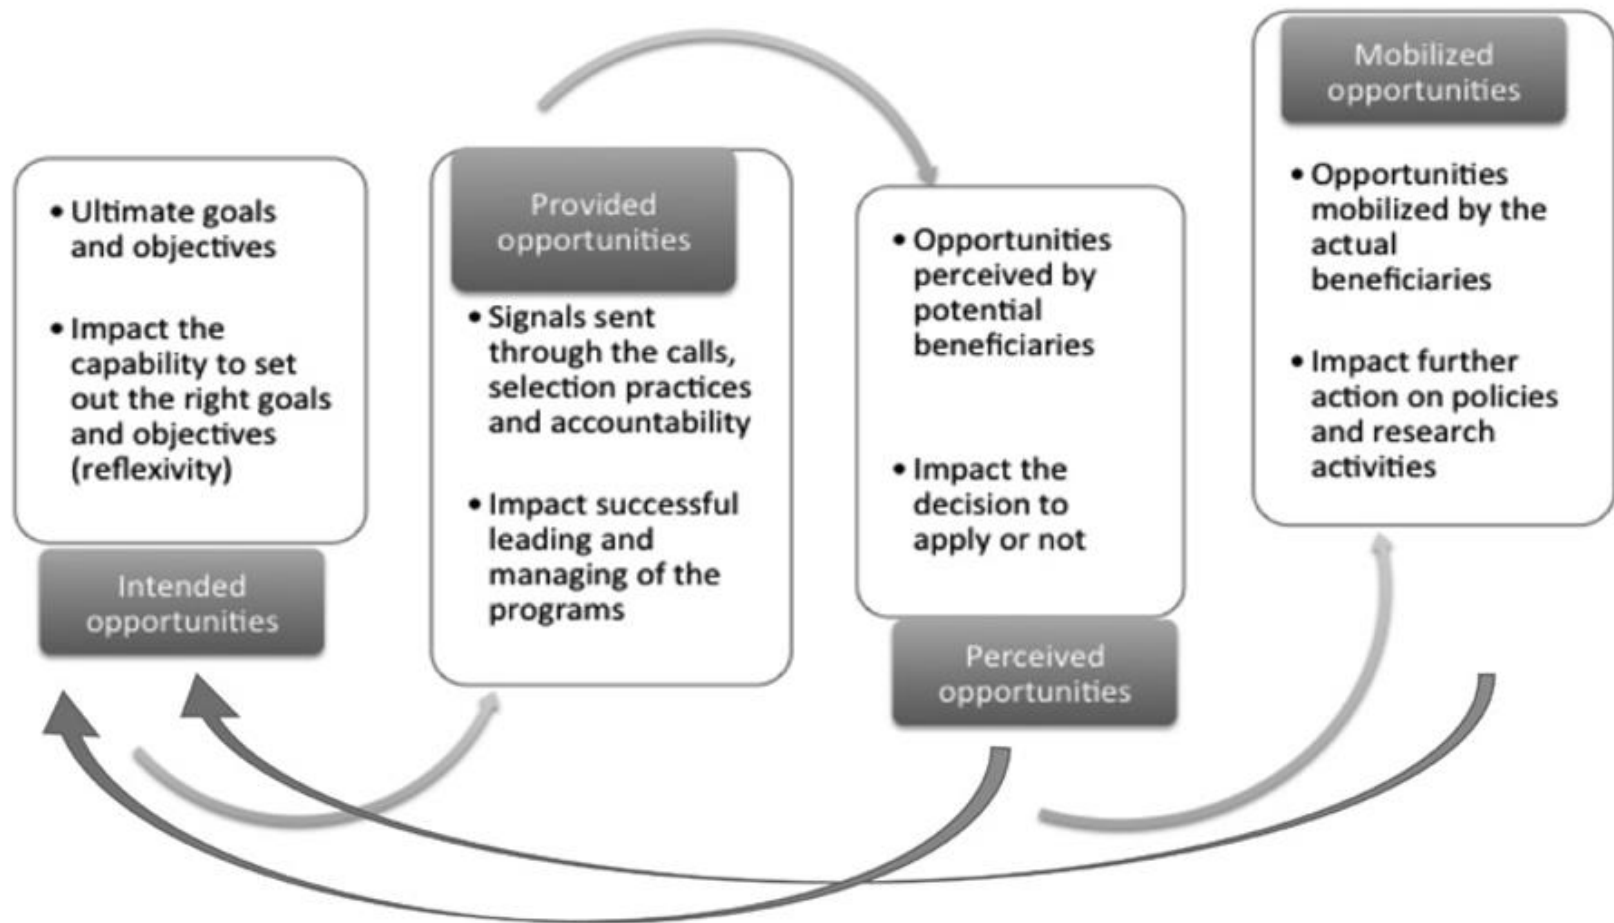 • Ultimate goals
and objectives
• Impact the
capability to set
out the right goals
and objectives
(reflexivity)
Intended
opportunities
Provided
opportunities
• Signals sent
through the calls,
selection practices
and accountability
• Impact successful
leading and
managing of the
programs
• Opportunities
perceived by
potential
beneficiaries
• Impact the
decision to
apply or not
Perceived
opportunities
Mobilized
opportunities
• Opportunities
mobilized by the
actual
beneficiaries
• Impact further
action on policies
and research
activities